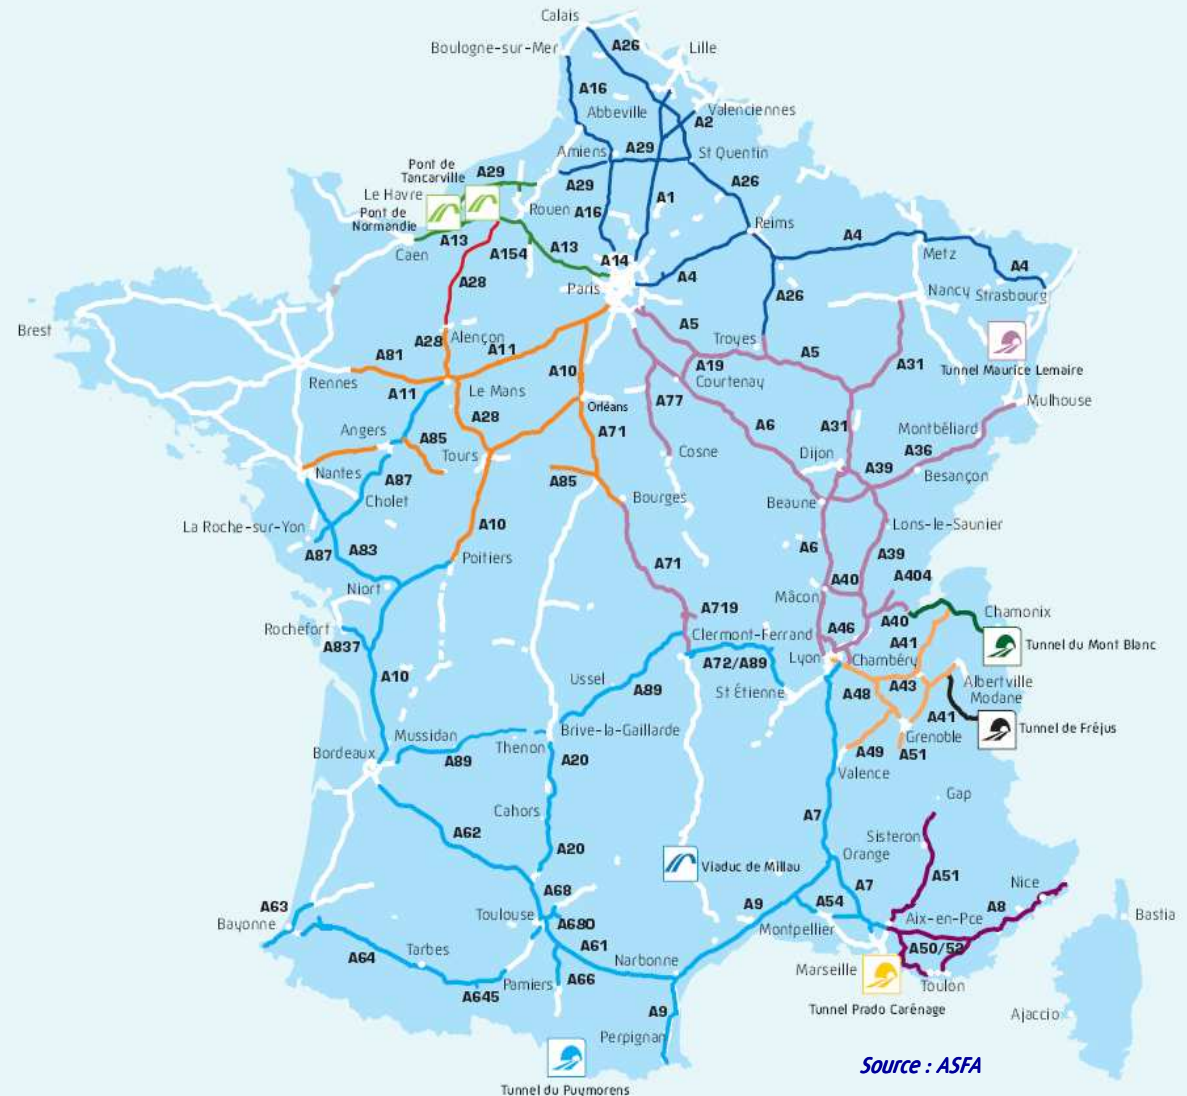 Calais
Boulogne-sur-Mer
A26
Lille
A16
Abbeville
Valenciennes
A2
Amiens
A29
St Quentin
Pont de
Tancarville
A29
A29
A26
Le Havre
Pont de
Normandie
Rouen
A16
A1
Reims
A13
Caen
A154
A13
A14
A4
A4
Metz
A4
A28
Paris
A26
Nancy
Strasbourg
A28
Alençon
A11
A5
Troyes
A5
A31
Tunnel Maurice Lemaire
A81
Rennes
A11
Le Mans
A10
A19
Courtenay
Mulhouse
Orléans
A77
A28
A6
A31
Montbéliard
Angers
A85
Tours
A71
Cosne
Dijon
A39
A36
Besançon
Nantes
A87
Cholet
A85
Bourges
Beaune
La Roche-sur-Yon
A10
Lons-le-Saunier
A87
A83
Poitiers
A6
A39
Niort
A71
A40
A404
Mâcon
Rochefort
A719
A40
Chamonix
A837
Clermont-Ferrand
A46
A41
Tunnel du Mont Blanc
A72/A89
Lyon
Chambéry
A10
Ussel
A89
St Étienne
A48
A43
Albertville
Modane
A41
Tunnel de Fréjus
Mussidan
Thenon
Brive-la-Gaillarde
Grenoble
Bordeaux
A89
A20
A49
A51
Valence
Gap
Cahors
A7
A62
Sisteron
A20
Orange
Viaduc de Millau
A51
A68
A7
Nice
A63
Bayonne
Toulouse
A680
A9
A54
A8
Aix-en-Pce
Bastia
Montpellier
A64
Tarbes
A61
Narbonne
A50/52
A66
Marseille
Toulon
A645
Pamiers
Tunnel Prado Carénage
A9
Ajaccio
Perpignan
Source : ASFA
Tunnel du Puymorens
Brest